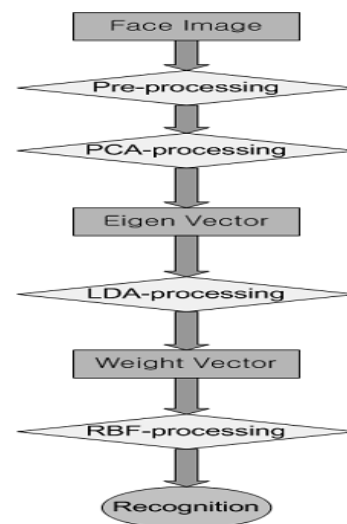 Face Image
Pre-processing
PCA-processing
Eigen Vector
LDA-processing
Weight Vector
RBF-processing
Recognition